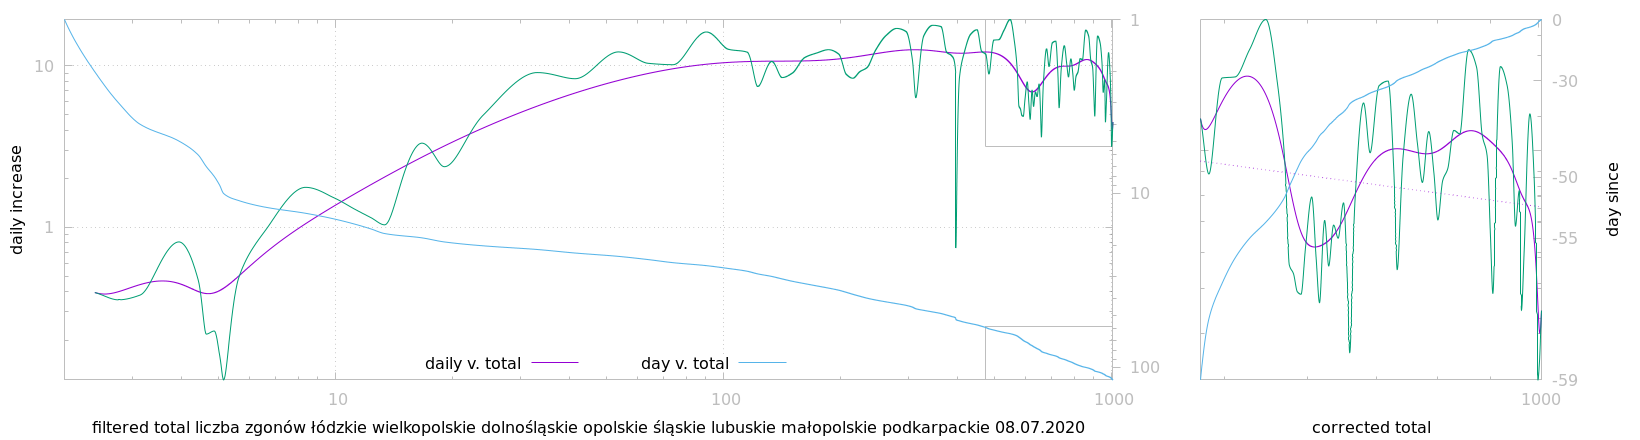 daily increase
10
1
daily v. total
day v. total
1
10
100
10
100
1000
filtered total liczba zgonów łódzkie wielkopolskie dolnośląskie opolskie śląskie lubuskie małopolskie podkarpackie 08.07.2020
0
-30
-50
-55
-59
day since
1000
corrected total